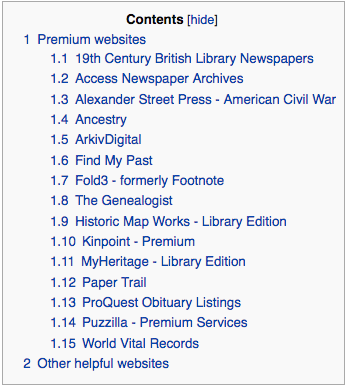 Contents [hide]
1 Premium websites
1.1 19th Century British Library Newspapers
1.2 Access Newspaper Archives
1.3 Alexander Street Press - American Civil War
1.4 Ancestry
1.5 ArkivDigital
1.6 Find My Past
1.7 Fold3 - formerly Footnote
1.8 The Genealogist
1.9 Historic Map Works - Library Edition
1.10 Kinpoint - Premium
1.11 MyHeritage - Library Edition
1.12 Paper Trail
1.13 ProQuest Obituary Listings
1.14 Puzzilla - Premium Services
1.15 World Vital Records
2 Other helpful websites